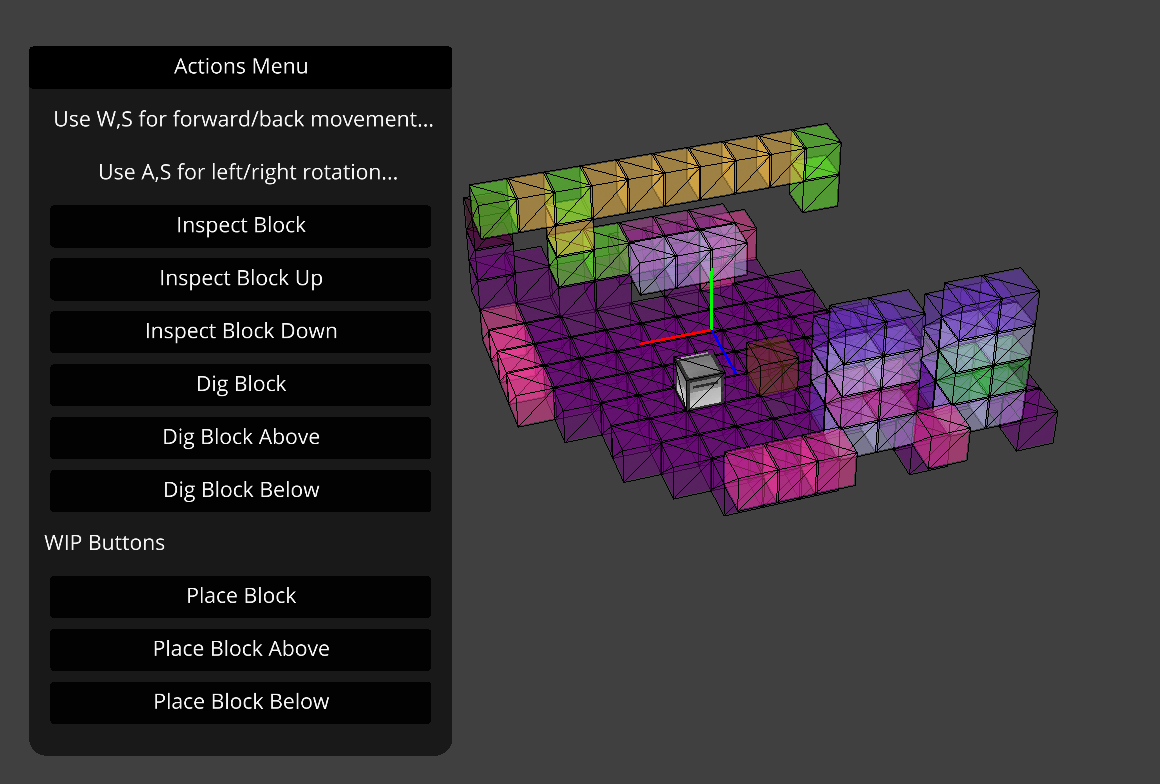 Actions Menu
Use W,S for forward/back movement...
Use A,S for left/right rotation...
Inspect Block
Inspect Block Up
Inspect Block Down
Dig Block
Dig Block Above
Dig Block Below
WIP Buttons
Place Block
Place Block Above
Place Block Below